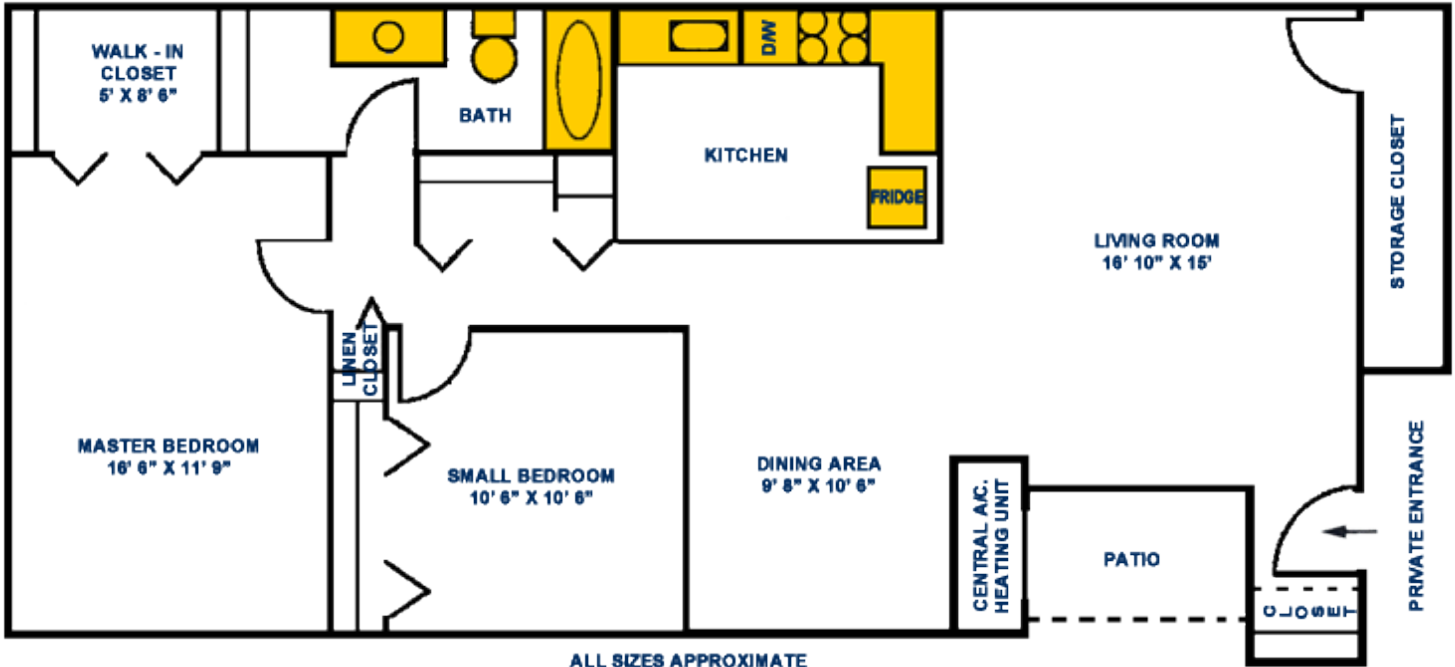 WALK - IN
CLOSET
5' X 8' 6"
BATH
D/W
KITCHEN
FRIDGE
LIVING ROOM
16' 10" X 15'
STORAGE CLOSET
LINEN
CLOSET
MASTER BEDROOM
16' 6" X 11' 9"
SMALL BEDROOM
10' 6" X 10' 6"
DINING AREA
9' 8" X 10' 6"
CENTRAL A/C.
HEATING UNIT
PATIO
PRIVATE ENTRANCE
CLOSET
ALL SIZES APPROXIMATE